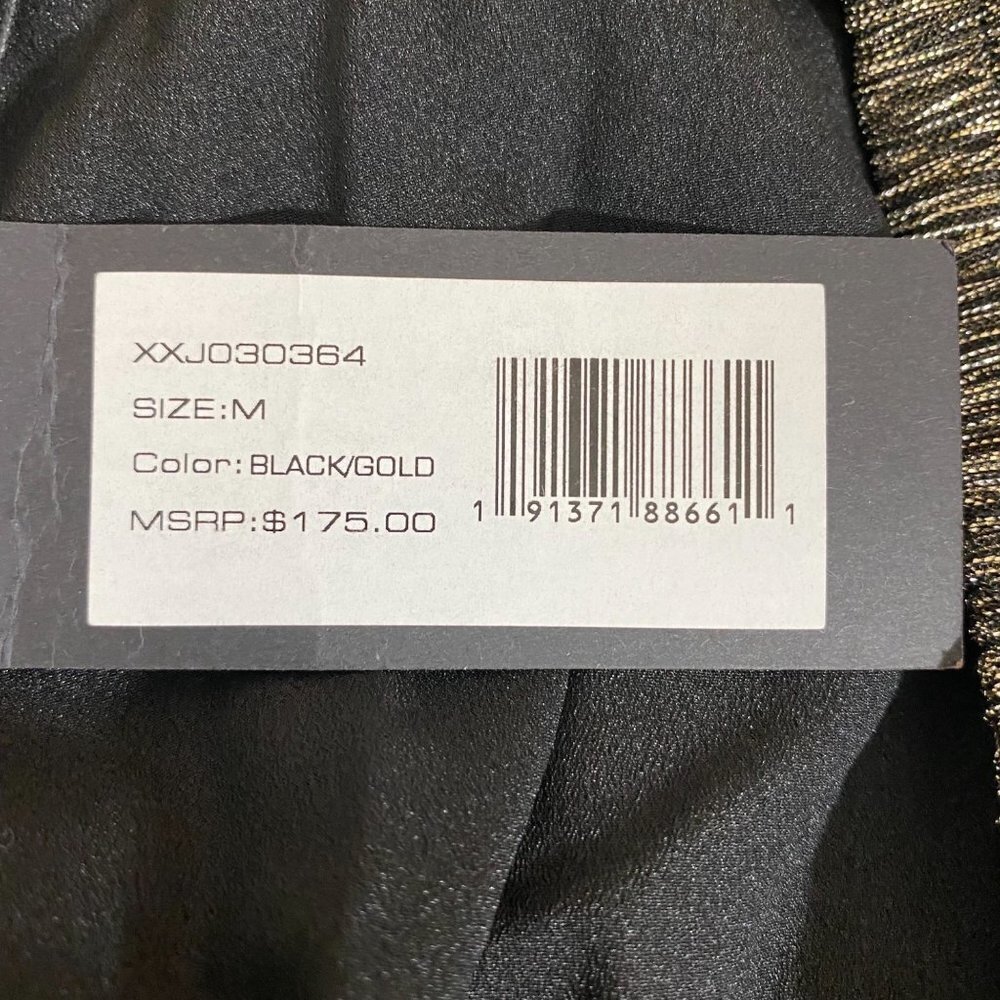 XXJ030364
SIZE:M
Color: BLACK/GOLD
MSRP:$175.00
1 91371 88661 1